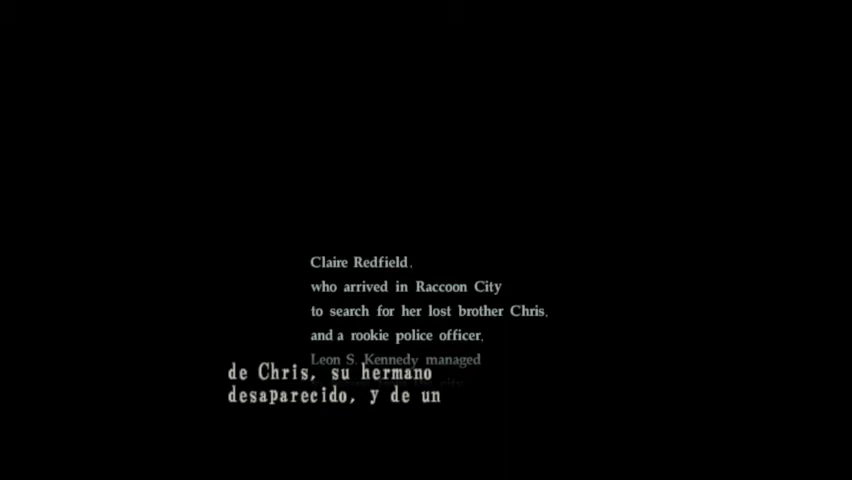 Claire Redfield,
who arrived in Raccoon City
to search for her lost brother Chris,
and a rookie police officer,
Leon S. Kennedy managed
de Chris, su hermano
desaparecido, y de un